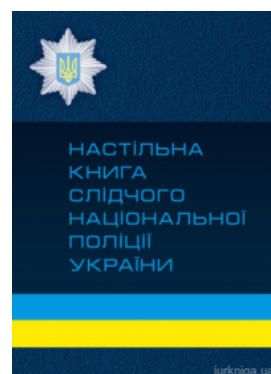 НАСТІЛЬНА
КНИГА
СЛІДЧОГО
НАЦІОНАЛЬНОЇ
ПОЛІЦІЇ
УКРАЇНИ
jurkniga.ua